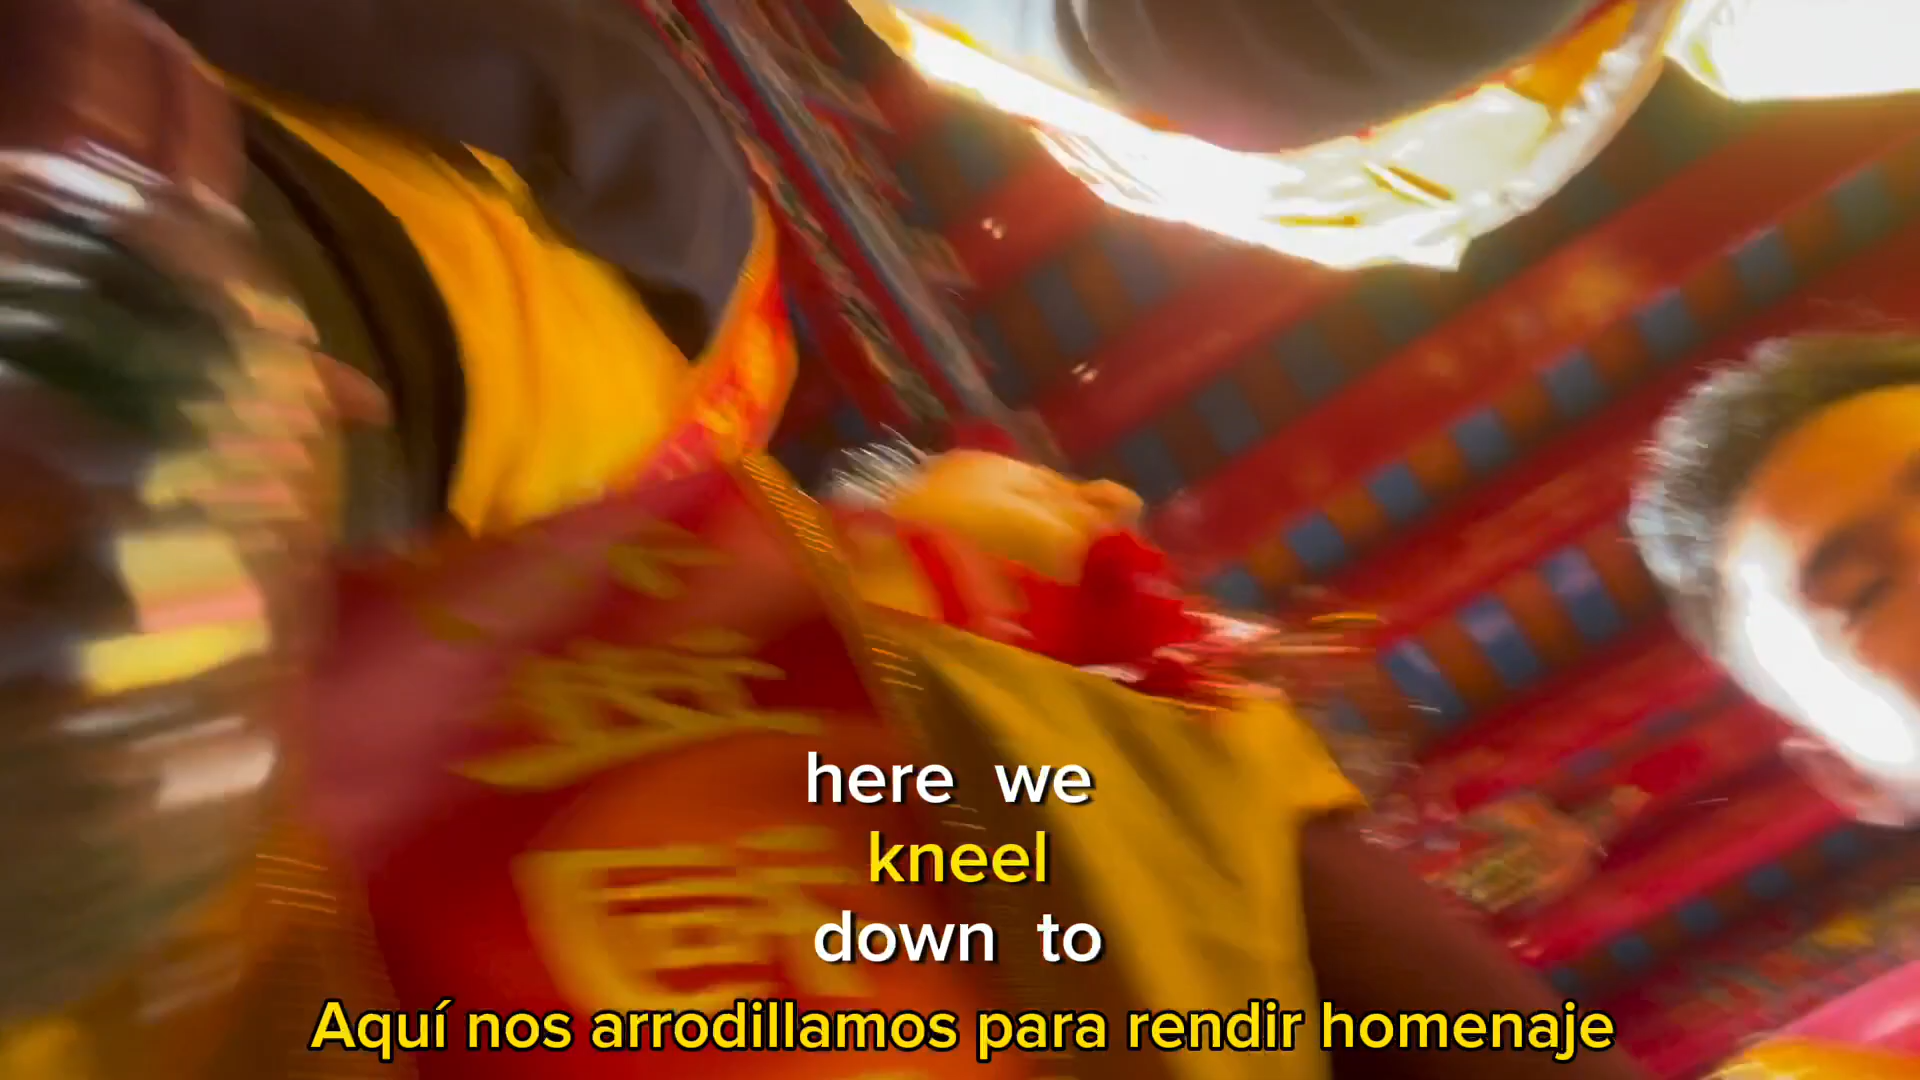 here we
kneel
down to
Aquí nos arrodillamos para rendir homenaje